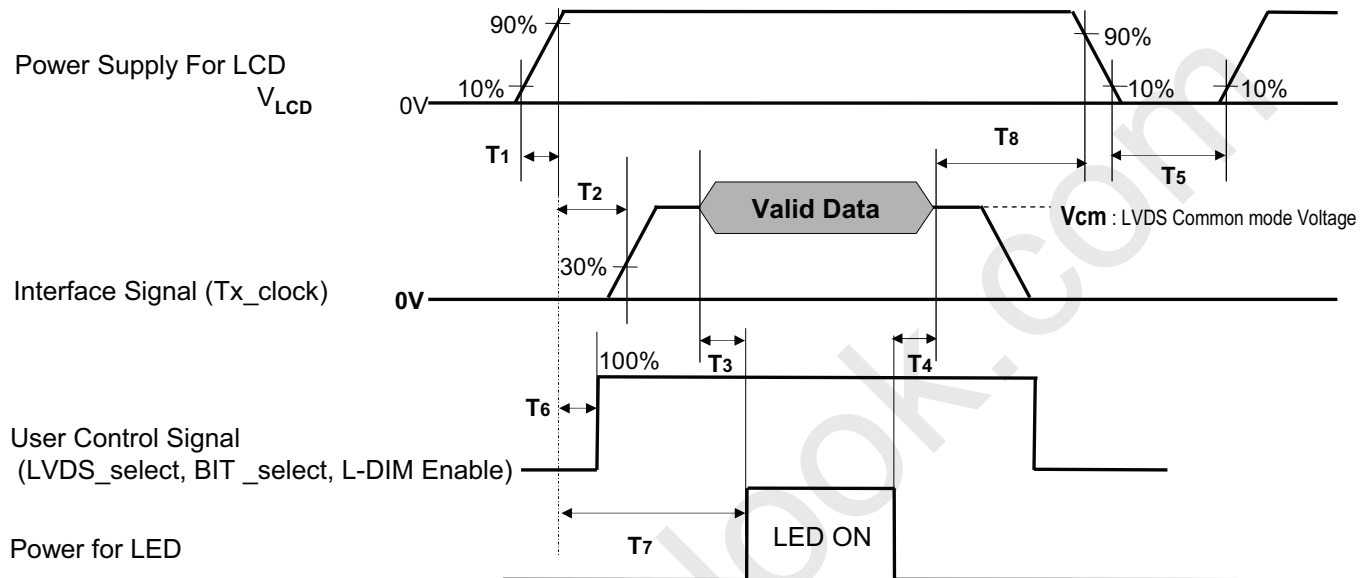 90%
90%
Power Supply For LCD
10%
10%
10%
VLCD
0V
T1
T8
T5
T2
Valid Data
Vcm : LVDS Common mode Voltage
30%
Interface Signal (Tx_clock)
0V
T3
T4
100%
T6
User Control Signal
(LVDS_select, BIT _select, L-DIM Enable)
T7
LED ON
Power for LED
look.com